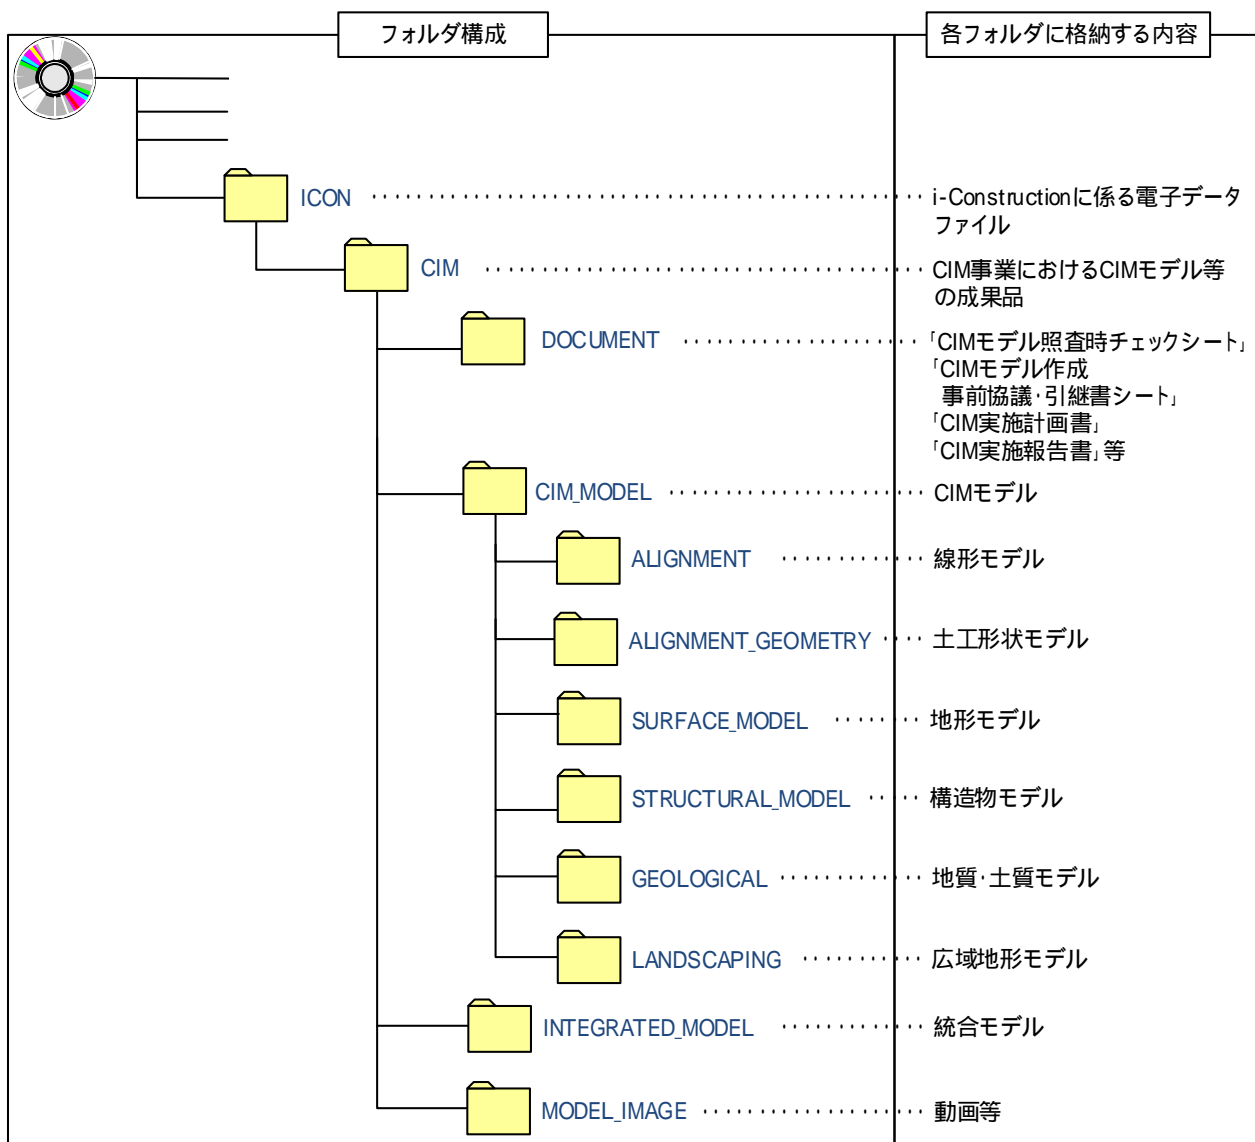 フォルダ構成
各フォルダに格納する内容
ICON
i-Constructionに係る電子データ
ファイル
CIM
CIM事業におけるCIMモデル等
の成果品
DOCUMENT
「CIMモデル照査時チェックシート」
「CIMモデル作成
事前協議・引継書シート」
「CIM実施計画書」
「CIM実施報告書」等
CIM_MODEL
CIMモデル
ALIGNMENT
線形モデル
ALIGNMENT_GEOMETRY
土工形状モデル
SURFACE_MODEL
地形モデル
STRUCTURAL_MODEL
構造物モデル
GEOLOGICAL
地質・土質モデル
LANDSCAPING
広域地形モデル
INTEGRATED_MODEL
統合モデル
MODEL_IMAGE
動画等